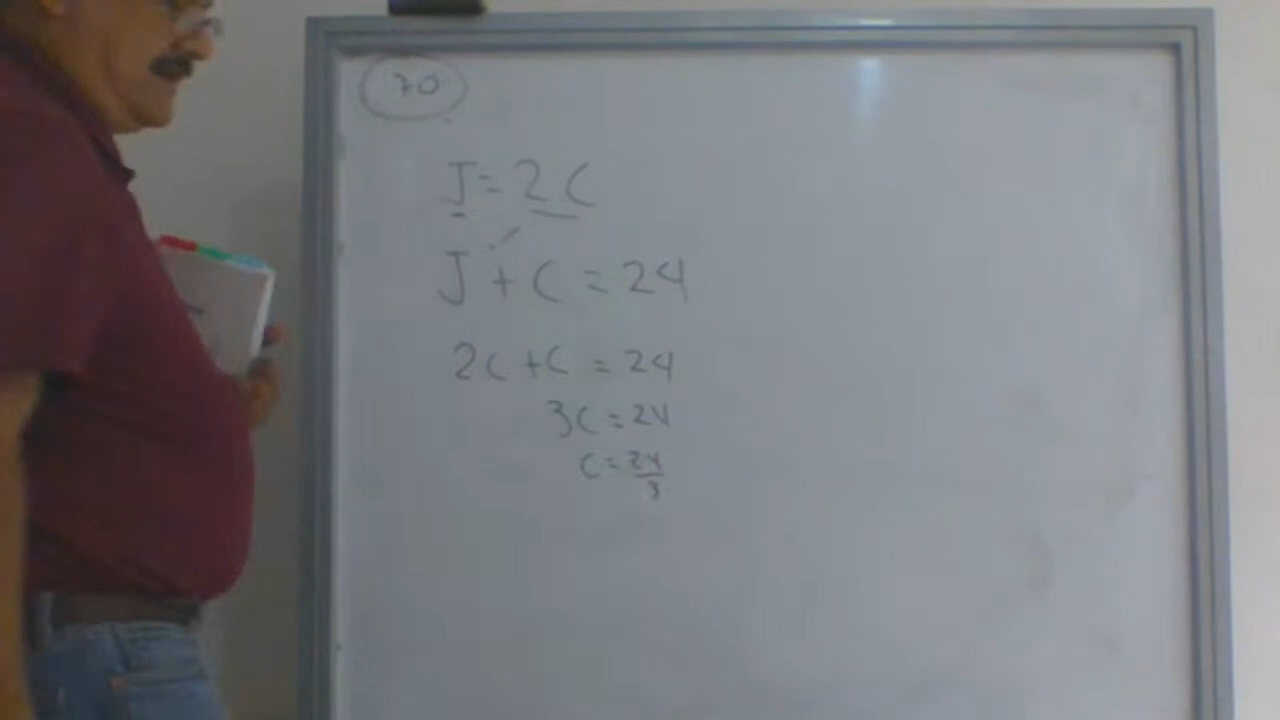 70
J = 2C
J + C = 24
2C + C = 24
3C = 24
C = 24/3